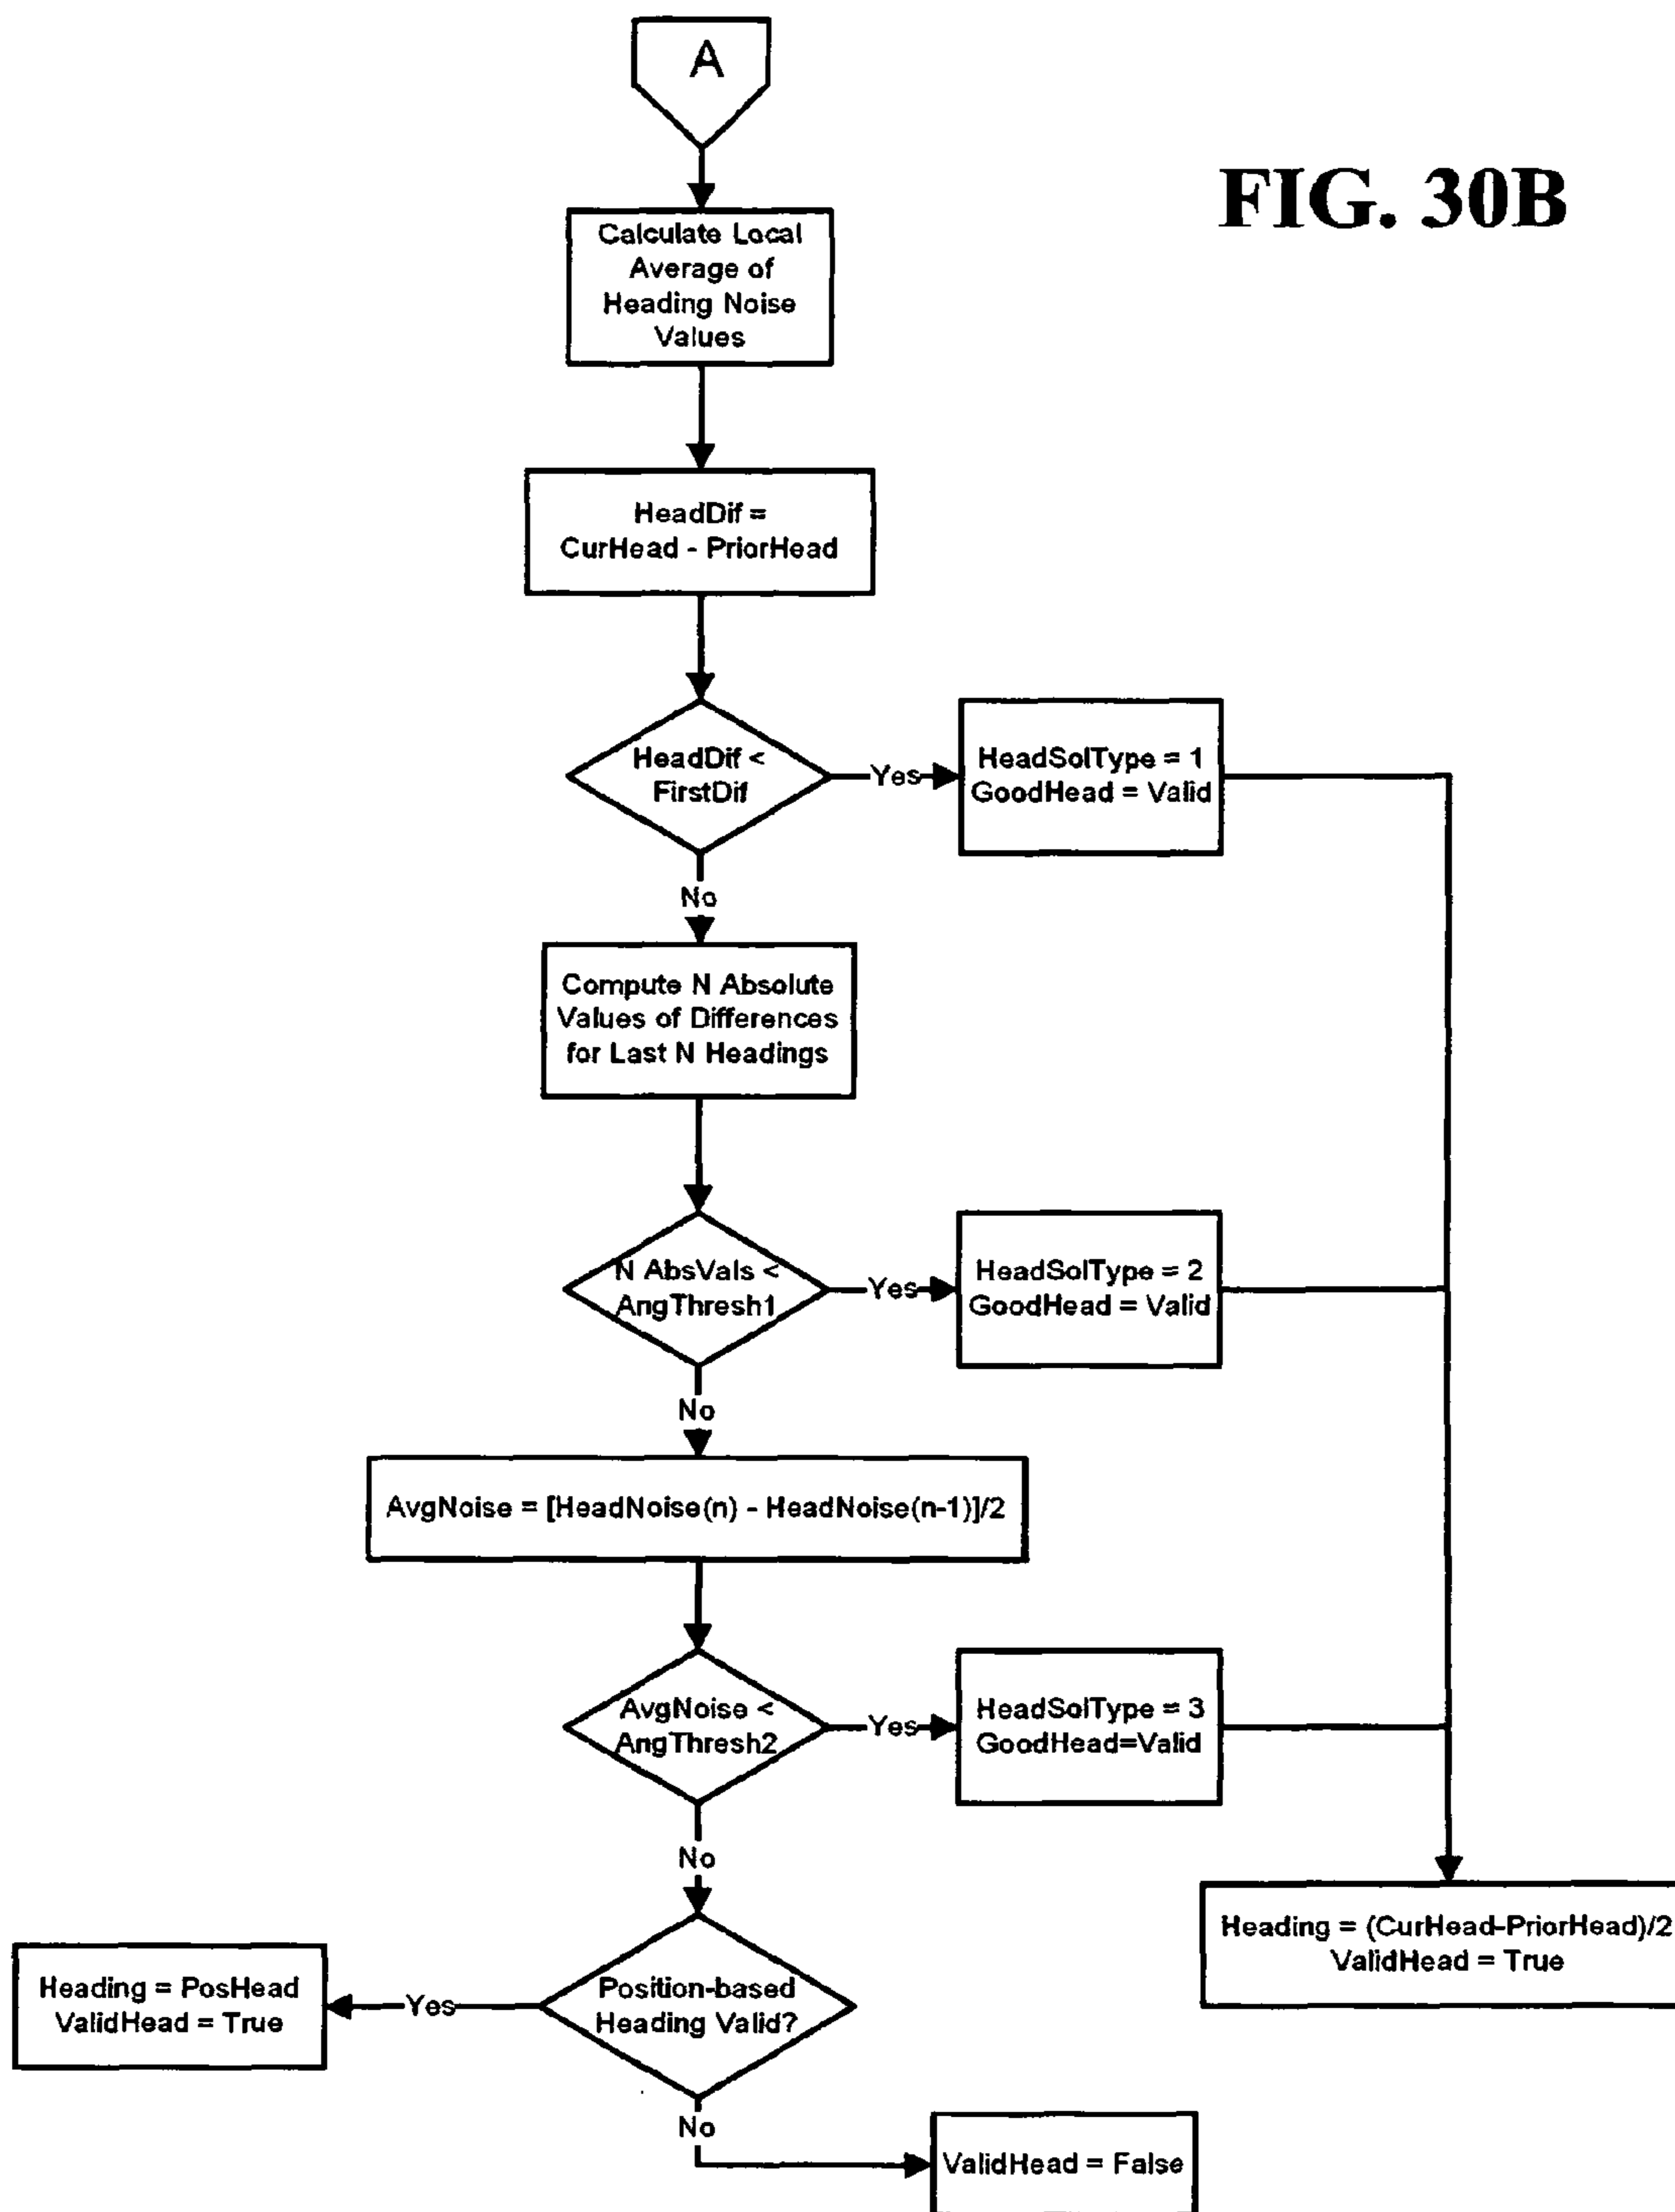 A
FIG. 30B
Calculate Local
Average of
Heading Noise
Values
HeadDif =
CurHead - PriorHead
HeadDif <
FirstDif
Yes
HeadSolType = 1
GoodHead = Valid
No
Compute N Absolute
Values of Differences
for Last N Headings
N AbsVals <
AngThresh1
Yes
HeadSolType = 2
GoodHead = Valid
No
AvgNoise = [HeadNoise(n) - HeadNoise(n-1)]/2
AvgNoise <
AngThresh2
Yes
HeadSolType = 3
GoodHead=Valid
No
Heading = (CurHead-PriorHead)/2
ValidHead = True
Position-based
Heading Valid?
Yes
Heading = PosHead
ValidHead = True
No
ValidHead = False